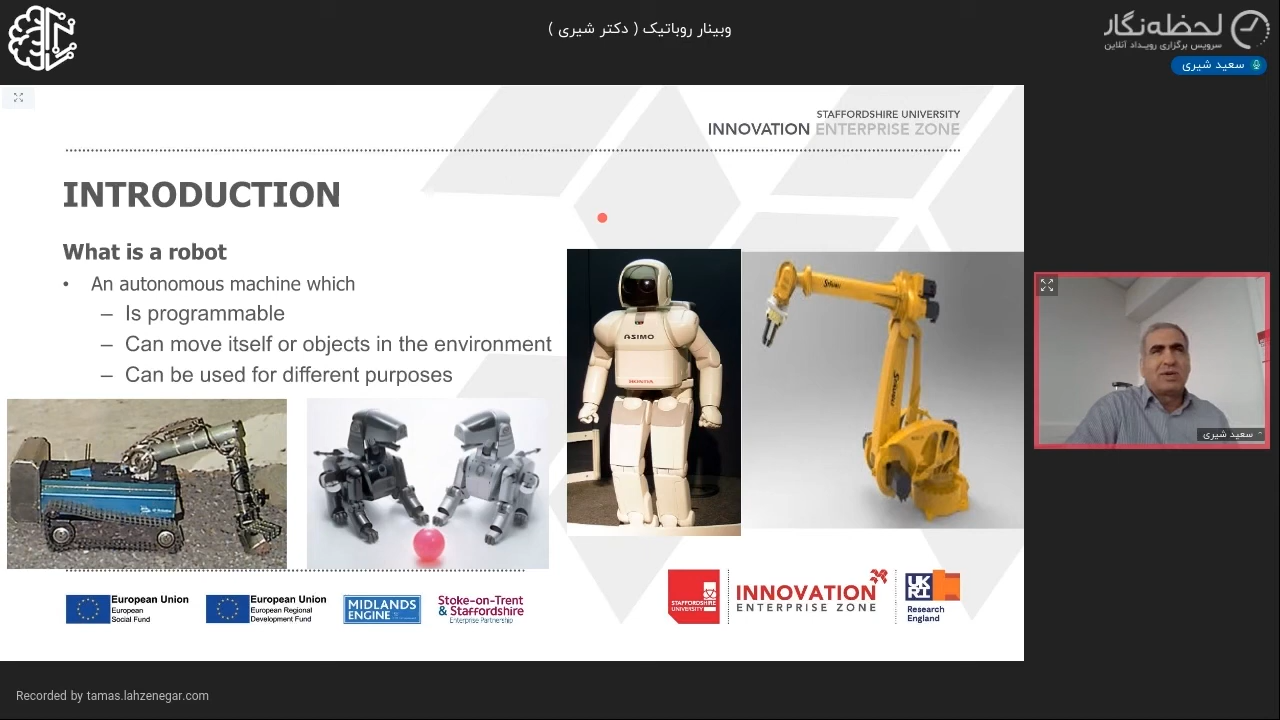 وبینار روباتیک ( دکتر شیری )
لحظه‌نگار
سرویس برگزاری رویداد آنلاین
سعید شیری
STAFFORDSHIRE UNIVERSITY
INNOVATION ENTERPRISE ZONE
INTRODUCTION
What is a robot
• An autonomous machine which
– Is programmable
– Can move itself or objects in the environment
– Can be used for different purposes
ASIMO
HONDA
سعید شیری
European Union
European
Social Fund
European Union
European Regional
Development Fund
MIDLANDS
ENGINE
Stoke-on-Trent
& Staffordshire
Enterprise Partnership
STAFFORDSHIRE
UNIVERSITY
INNOVATION
ENTERPRISE ZONE
UK
RI
Research
England
Recorded by tamas.lahzenegar.com